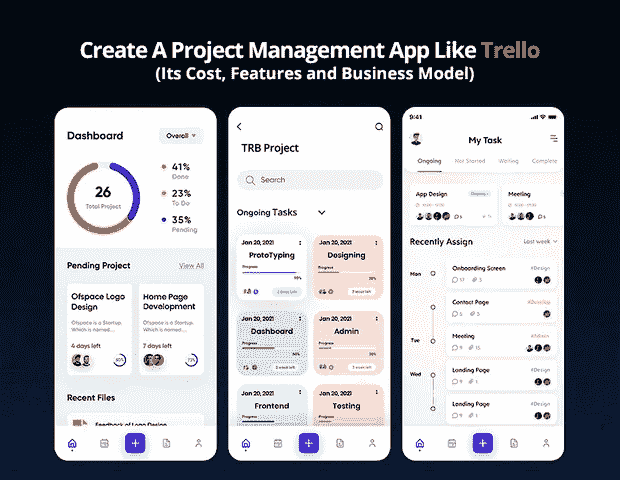 Create A Project Management App Like Trello
(Its Cost, Features and Business Model)
Dashboard
Overall
26
Total Project
41%
Done
23%
To Do
35%
Pending
Pending Project
View All
Ofspace Logo
Design
Ofspace is a Startup.
Which is named....
4 days left
Home Page
Development
Ofspace is a Startup.
Which is named....
7 days left
Recent Files
Feedback of Logo Design
TRB Project
Search
Ongoing Tasks
Jan 20, 2021
ProtoTyping
Progress
Jan 20, 2021
Designing
Progress
Jan 20, 2021
Dashboard
Progress
Jan 20, 2021
Admin
Progress
Jan 20, 2021
Frontend
Jan 20, 2021
Testing
9:41
My Task
Ongoing
Not Started
Waiting
Complete
App Design
Ongoing
Meeting
Recently Assign
Last week
Mon
Onboarding Screen
#Design
Contact Page
Tue
Meeting
Wed
Landing Page
#Design
Landing Page
#Design